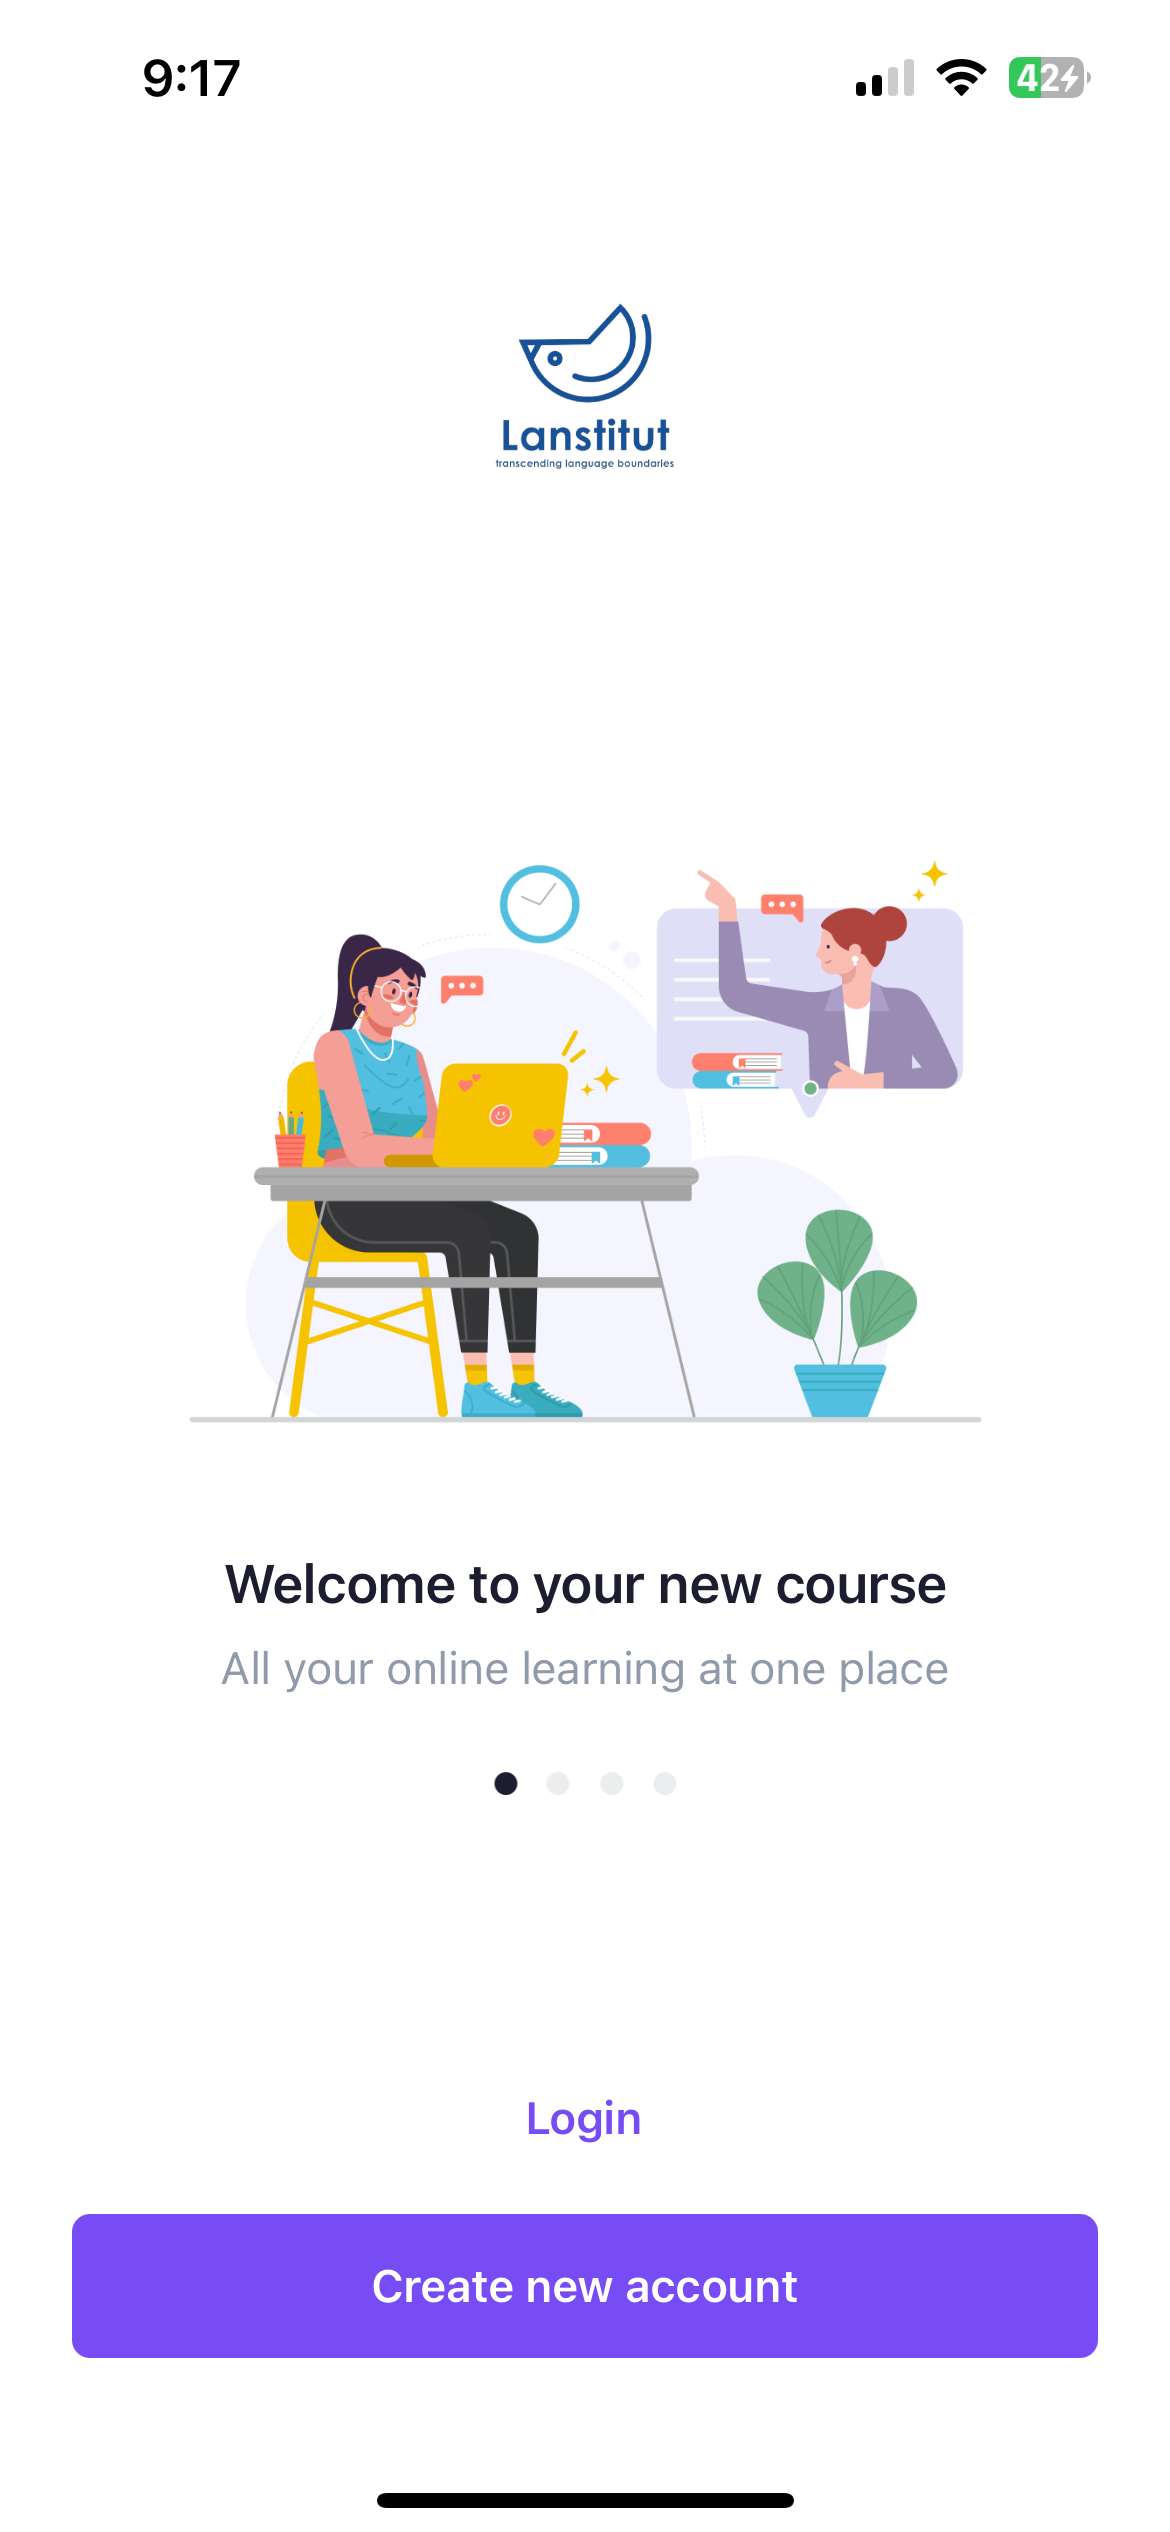 9:17
42
Lanstitut
transcending language boundaries
Welcome to your new course
All your online learning at one place
Login
Create new account